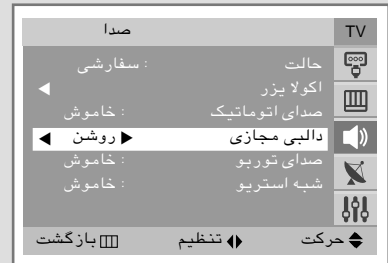 TV صدا
حالت : سفارشی
اکولا یزر
صدای اتوماتیک : خاموش
دالبی مجازی روشن
صدای توربو : خاموش
شبه استریو : خاموش
حرکت تنظیم بازگشت